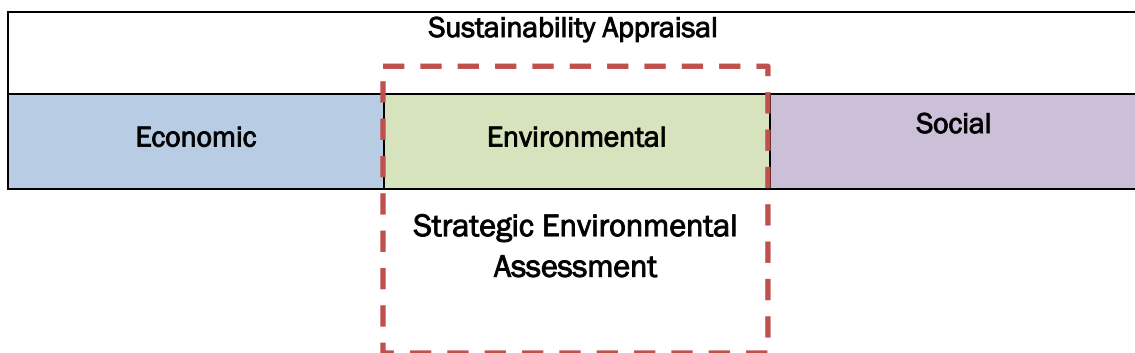 Sustainability Appraisal
Economic
Environmental
Social
Strategic Environmental
Assessment